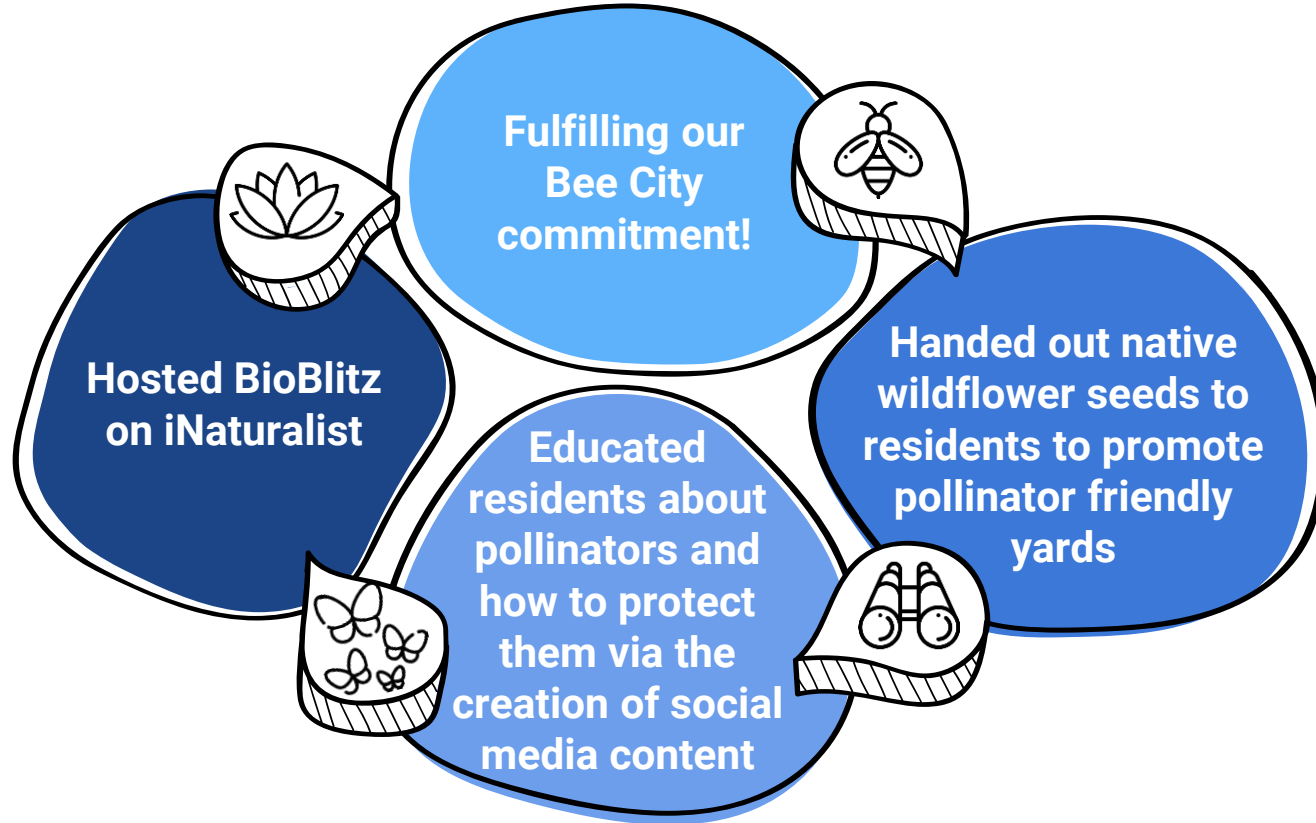 Fulfilling our
Bee City
commitment!
Hosted BioBlitz
on iNaturalist
Handed out native
wildflower seeds to
residents to promote
pollinator friendly
yards
Educated
residents about
pollinators and
how to protect
them via the
creation of social
media content